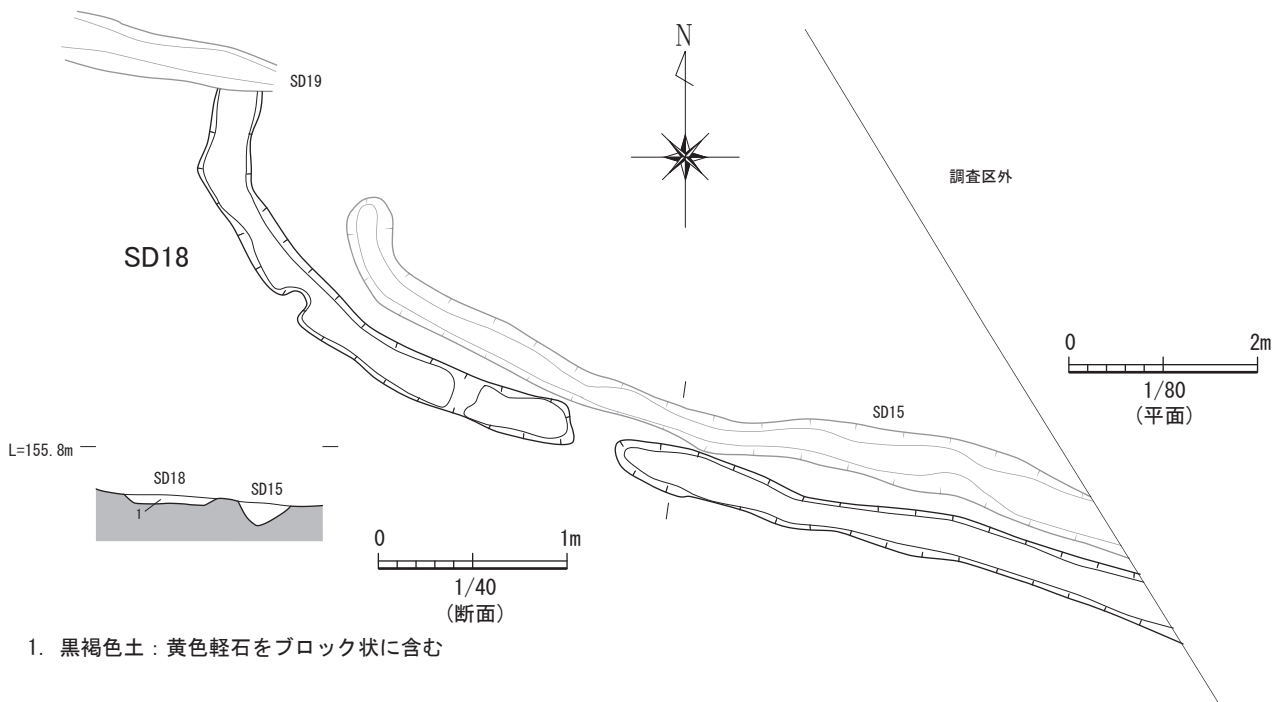 N
SD19
調査区外
SD18
0 2m
1/80
(平面)
SD15
L=155.8m
SD18
SD15
1
0 1m
1/40
(断面)
1. 黒褐色土：黄色軽石をブロック状に含む